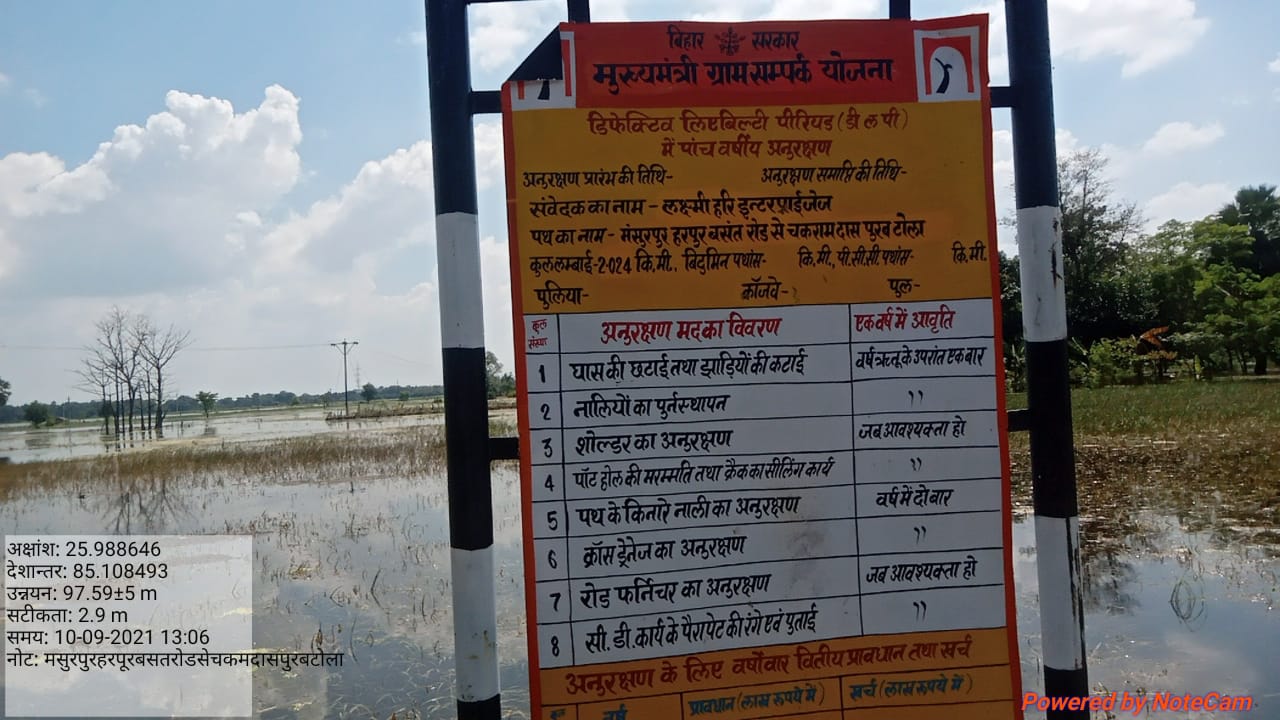 बिहार सरकार
मुख्यमंत्री ग्राम सम्पर्क योजना
डिफेक्टिव लिएबिल्टी पीरियड (डी ल पी)
में पांच वर्षीय अनुरक्षण
अनुरक्षण प्रारंभ की तिथि- अनुरक्षण समाप्ति की तिथि-
संवेदक का नाम - लक्ष्मी हरि इन्टरप्राईजेज
पथ का नाम - मंसुरपुर हरपुर बसंत रोड से चकरामदास पुरब टोला
कुल लम्बाई-2.024 कि.मी., बिटुमिन पथांस- कि.मी., पी.सी.सी. पथांस- कि.मी.
पुलिया- कॉजवे- पुल-
कुल संख्या अनुरक्षण मद का विवरण एक वर्ष में आवृति
1 घास की छटाई तथा झाड़ियों की कटाई वर्ष ऋतू के उपरांत एक बार
2 नालियों का पुर्नस्थापन ,,
3 शोल्डर का अनुरक्षण जब आवश्यक्ता हो
4 पॉट होल की मरम्मति तथा क्रैक का सीलिंग कार्य ,,
5 पथ के किनारे नाली का अनुरक्षण वर्ष में दो बार
6 क्रॉस ड्रेनेज का अनुरक्षण ,,
7 रोड फर्निचर का अनुरक्षण जब आवश्यक्ता हो
8 सी. डी. कार्य के पैरापेट की रंगे एवं पुताई ,,
अनुरक्षण के लिए वर्षोवार वितीय प्रावधान तथा खर्च
वर्ष प्रावधान (लाख रूपये में) खर्च (लाख रूपये में)
अक्षांश: 25.988646
देशान्तर: 85.108493
उन्नयन: 97.59±5 m
सटीकता: 2.9 m
समय: 10-09-2021 13:06
नोट: मसुरपुरहरपूरबसतरोडसेचकमदासपुरबटोला
Powered by NoteCam